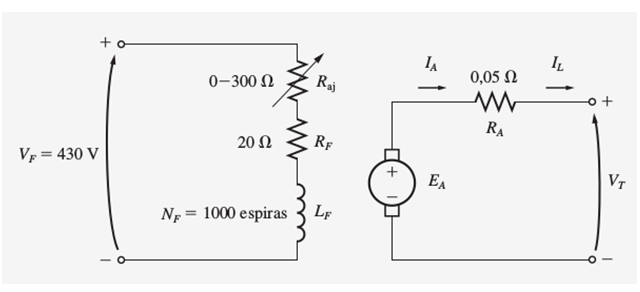 +
0–300 Ω
R_aj
20 Ω
R_F
V_F = 430 V
N_F = 1000 espiras
L_F
–
I_A
0,05 Ω
I_L
R_A
+
+
–
E_A
V_T
–